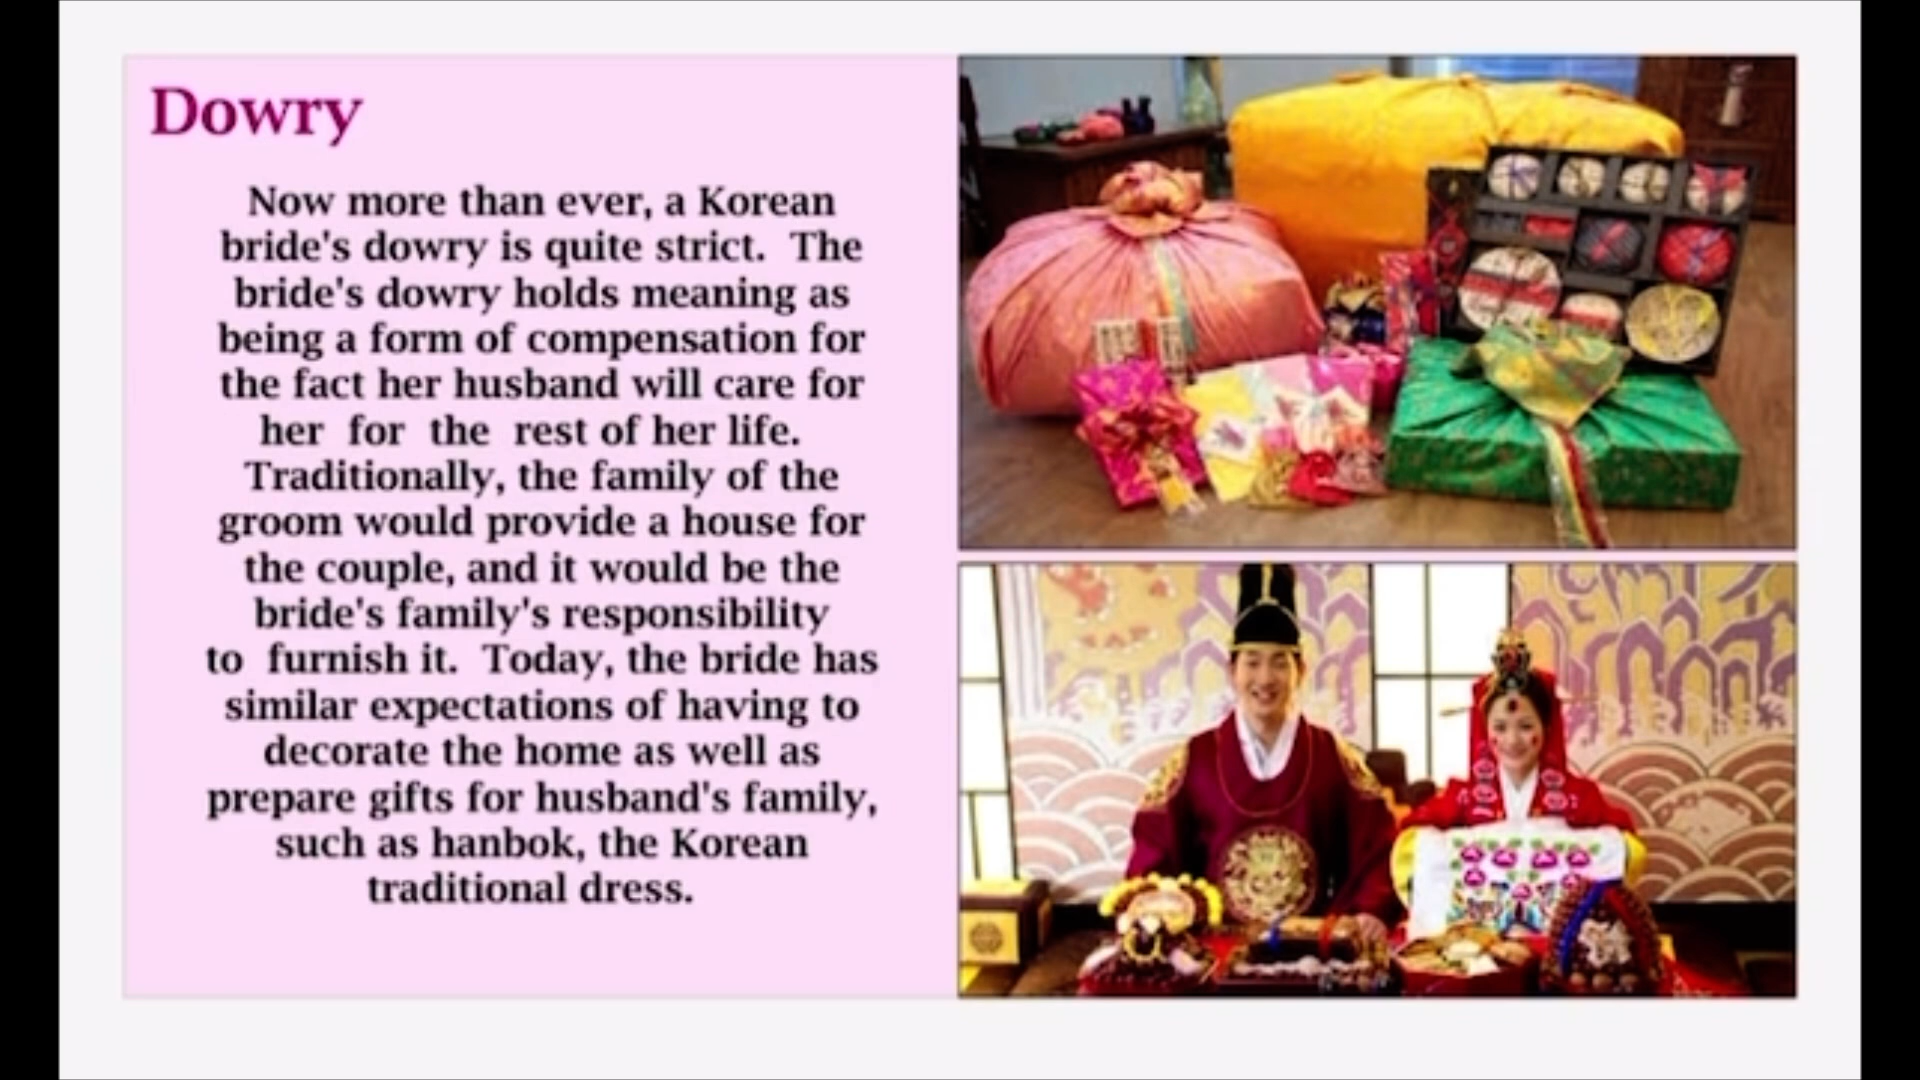 Dowry
Now more than ever, a Korean
bride's dowry is quite strict.  The
bride's dowry holds meaning as
being a form of compensation for
the fact her husband will care for
her  for  the  rest of her life.
Traditionally, the family of the
groom would provide a house for
the couple, and it would be the
bride's family's responsibility
to  furnish it.  Today, the bride has
similar expectations of having to
decorate the home as well as
prepare gifts for husband's family,
such as hanbok, the Korean
traditional dress.